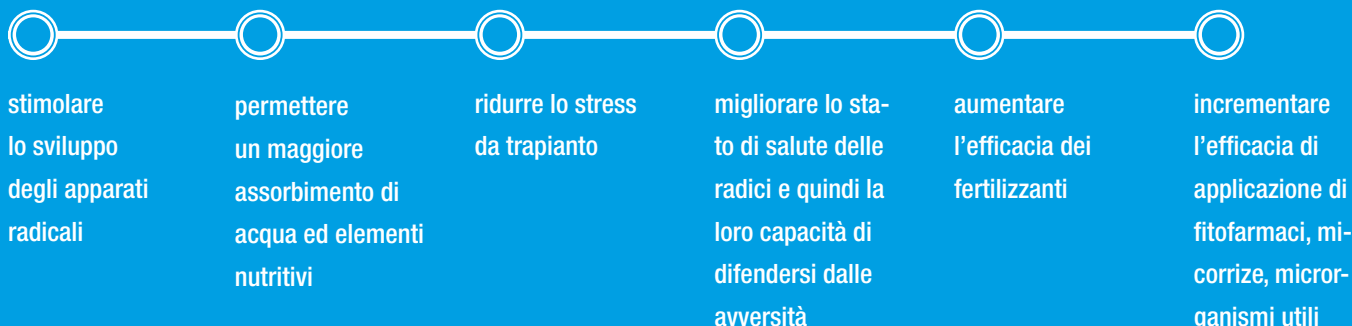 stimolare
lo sviluppo
degli apparati
radicali
permettere
un maggiore
assorbimento di
acqua ed elementi
nutritivi
ridurre lo stress
da trapianto
migliorare lo sta-
to di salute delle
radici e quindi la
loro capacità di
difendersi dalle
avversità
aumentare
l'efficacia dei
fertilizzanti
incrementare
l'efficacia di
applicazione di
fitofarmaci, mi-
corrize, micror-
ganismi utili